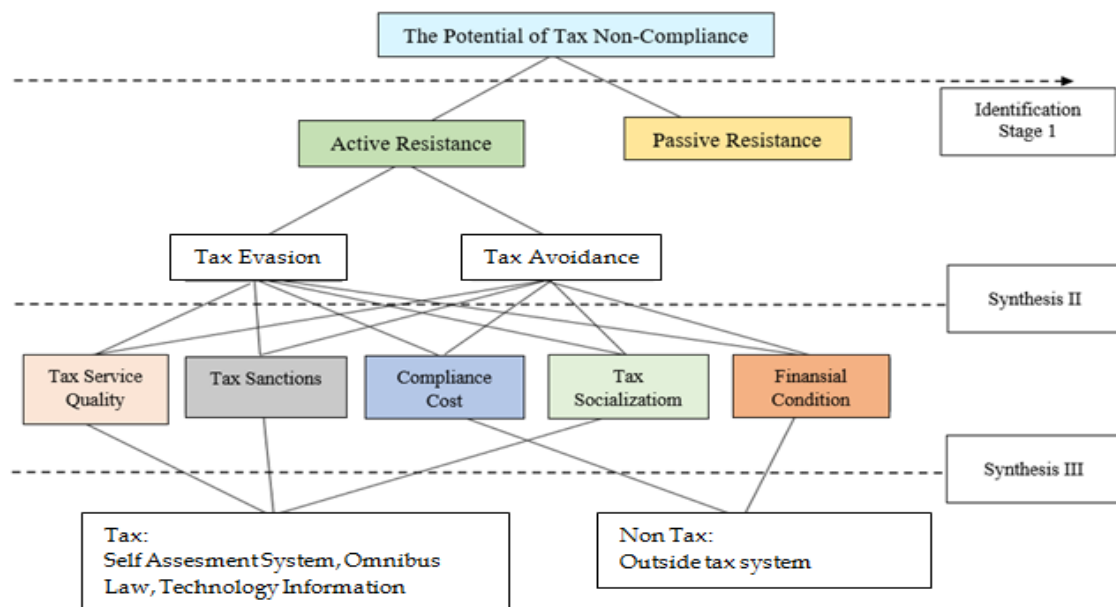 The Potential of Tax Non-Compliance
Identification
Stage 1
Active Resistance
Passive Resistance
Tax Evasion
Tax Avoidance
Synthesis II
Tax Service
Quality
Tax Sanctions
Compliance
Cost
Tax
Socializatiom
Finansial
Condition
Synthesis III
Tax:
Self Assesment System, Omnibus
Law, Technology Information
Non Tax:
Outside tax system